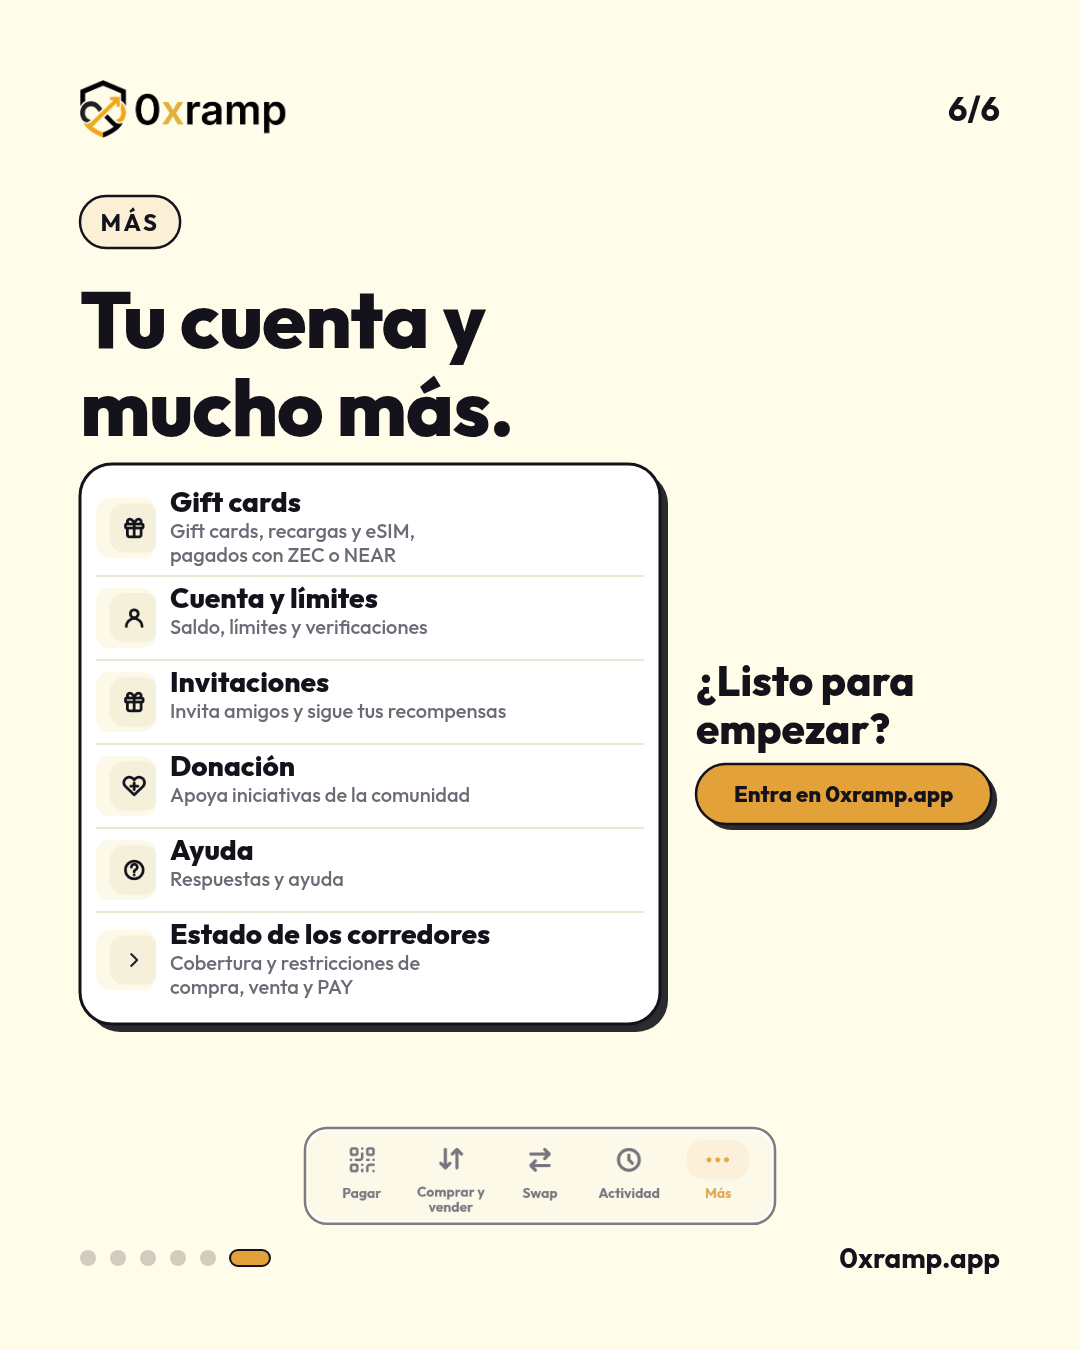 0xramp
6/6
MÁS
Tu cuenta y
mucho más.
Gift cards
Gift cards, recargas y eSIM,
pagados con ZEC o NEAR
Cuenta y límites
Saldo, límites y verificaciones
Invitaciones
Invita amigos y sigue tus recompensas
Donación
Apoya iniciativas de la comunidad
Ayuda
Respuestas y ayuda
Estado de los corredores
Cobertura y restricciones de
compra, venta y PAY
¿Listo para
empezar?
Entra en 0xramp.app
Pagar
Comprar y
vender
Swap
Actividad
Más
0xramp.app